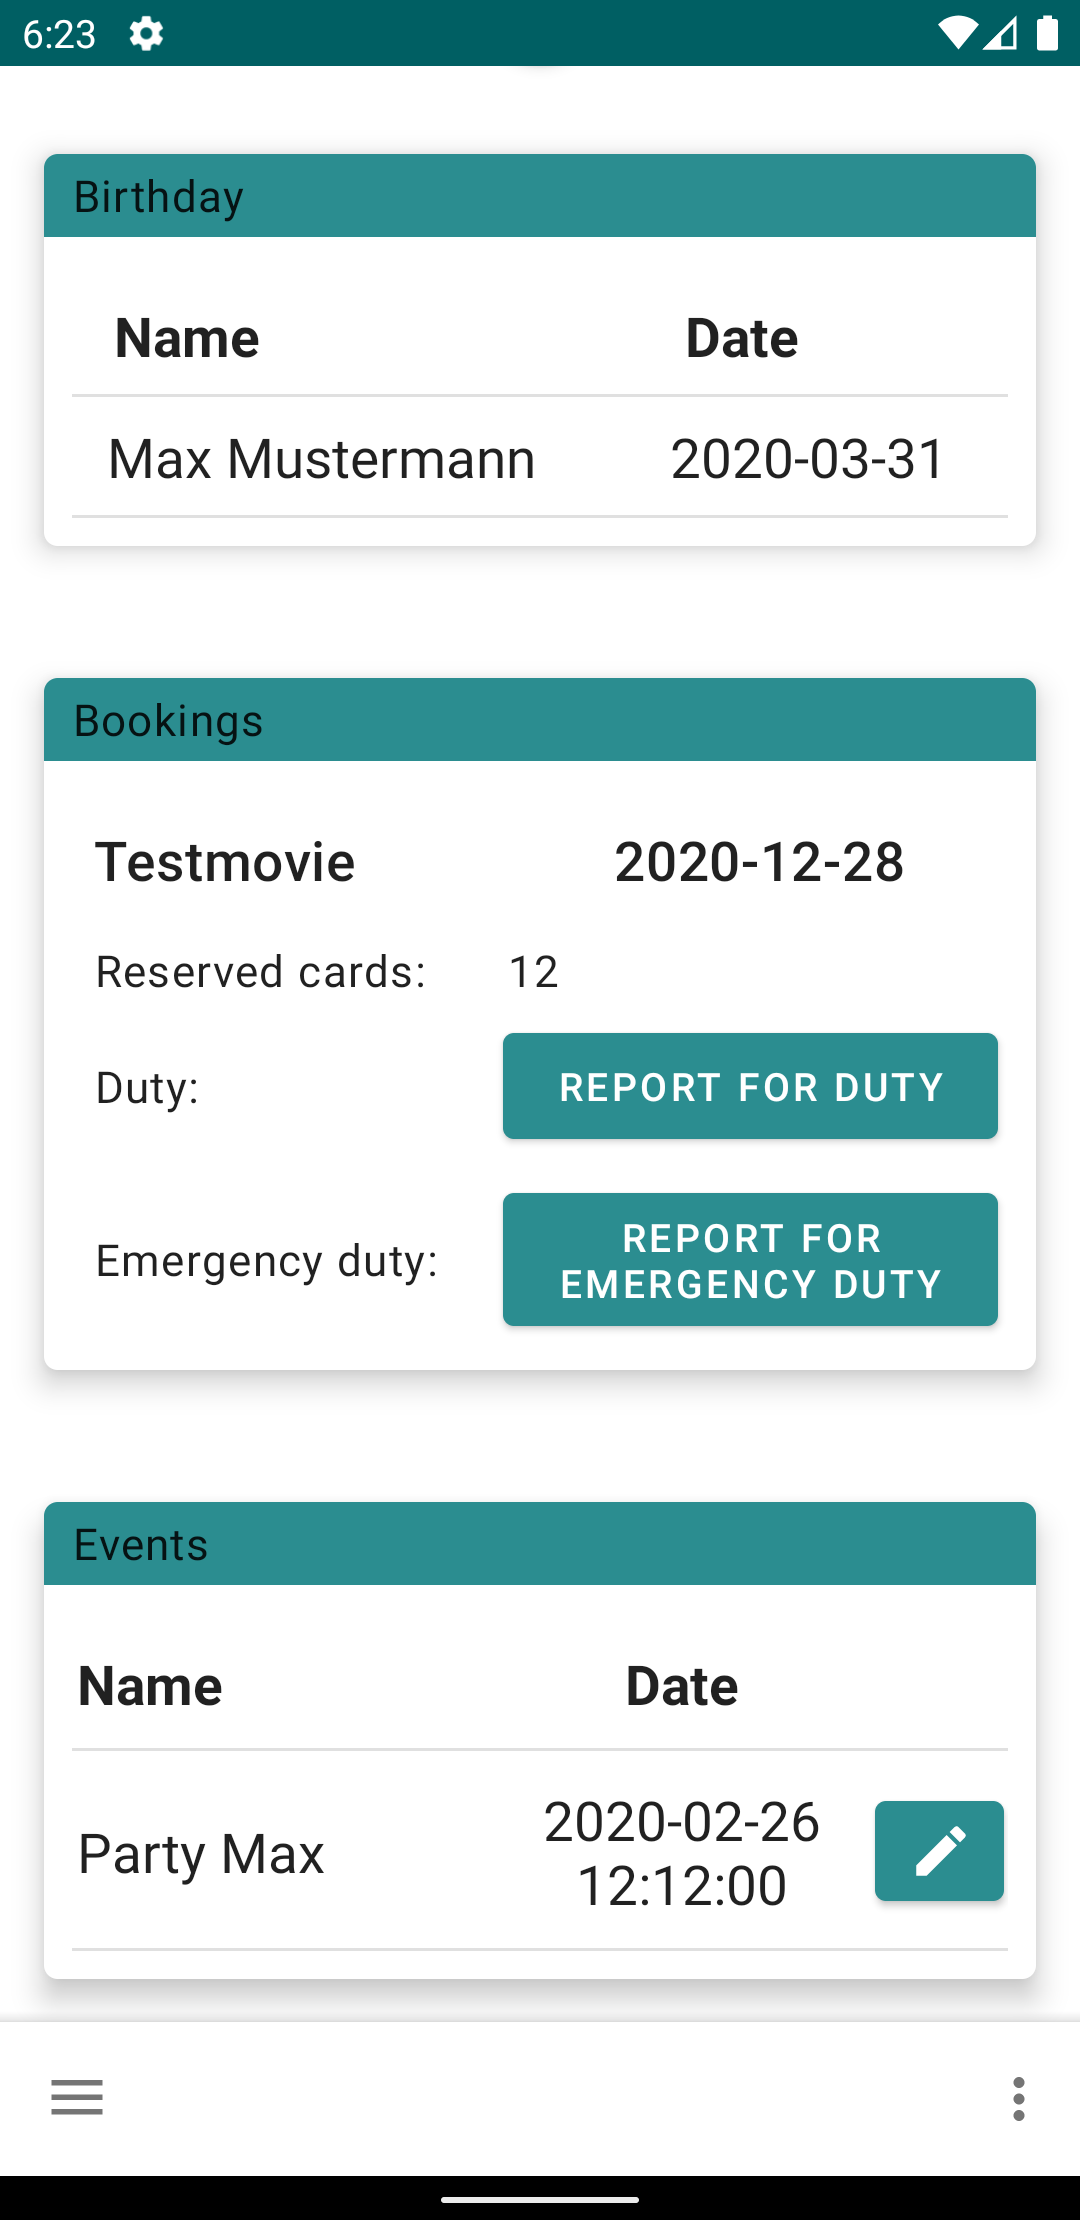 6:23
Birthday
Name Date
Max Mustermann 2020-03-31
Bookings
Testmovie 2020-12-28
Reserved cards: 12
Duty: REPORT FOR DUTY
Emergency duty: REPORT FOR
EMERGENCY DUTY
Events
Name Date
Party Max 2020-02-26
12:12:00